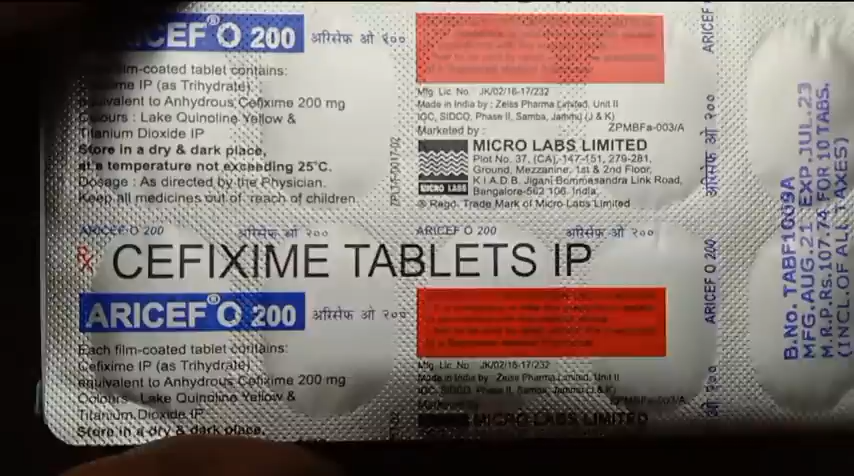 ARICEF® O 200 अरिसेफ ओ २००
film-coated tablet contains:
IP (as Trihydrate)
equivalent to Anhydrous Cefixime 200 mg
Colours : Lake Quinoline Yellow &
Titanium Dioxide IP
Store in a dry & dark place,
at a temperature not exceeding 25°C.
Dosage : As directed by the Physician.
Keep all medicines out of reach of children.
Mfg. Lic. No. JK/02/16-17/232
Made in India by : Zeiss Pharma Limited, Unit II
IGC, SIDCO, Phase II, Samba, Jammu (J & K)
Marketed by : ZPMBFa-003/A
MICRO LABS LIMITED
Plot No. 37, (CA), 147-151, 279-281,
Ground, Mezzanine, 1st & 2nd Floor,
K I A D B, Jigani Bommasandra Link Road,
Bangalore-562 106, India,
MICRO LABS
® Regd. Trade Mark of Micro Labs Limited
ARICEF
अरिसेफ ओ २००
ARICEF O 200 अरिसेफ ओ २०० ARICEF O 200 अरिसेफ ओ २००
Rx CEFIXIME TABLETS IP
ARICEF® O 200 अरिसेफ ओ २००
Each film-coated tablet contains:
Cefixime IP (as Trihydrate)
equivalent to Anhydrous Cefixime 200 mg
Colours : Lake Quinoline Yellow &
Titanium Dioxide IP
Store in a dry & dark place,
Mfg. Lic. No. JK/02/16-17/232
Made in India by : Zeiss Pharma Limited, Unit II
IGC, SIDCO, Phase II, Samba, Jammu (J & K)
Marketed by : ZPMBFa-003/A
MICRO LABS LIMITED
ARICEF O 200
B.No. TABF1009A
MFG.AUG.21 EXP.JUL.23
M.R.P.Rs.107.74 FOR 10 TABS.
(INCL.OF ALL TAXES)